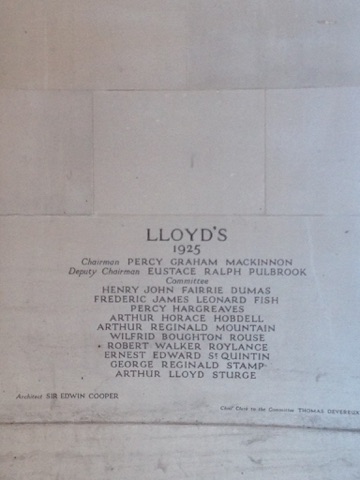 LLOYD'S
1925
Chairman PERCY GRAHAM MACKINNON
Deputy Chairman EUSTACE RALPH PULBROOK
Committee
HENRY JOHN FAIRRIE DUMAS
FREDERIC JAMES LEONARD FISH
PERCY HARGREAVES
ARTHUR HORACE HOBDELL
ARTHUR REGINALD MOUNTAIN
WILFRID BOUGHTON ROUSE
ROBERT WALKER ROYLANCE
ERNEST EDWARD St QUINTIN
GEORGE REGINALD STAMP
ARTHUR LLOYD STURGE
Architect SIR EDWIN COOPER
Chief Clerk to the Committee THOMAS DEVEREUX